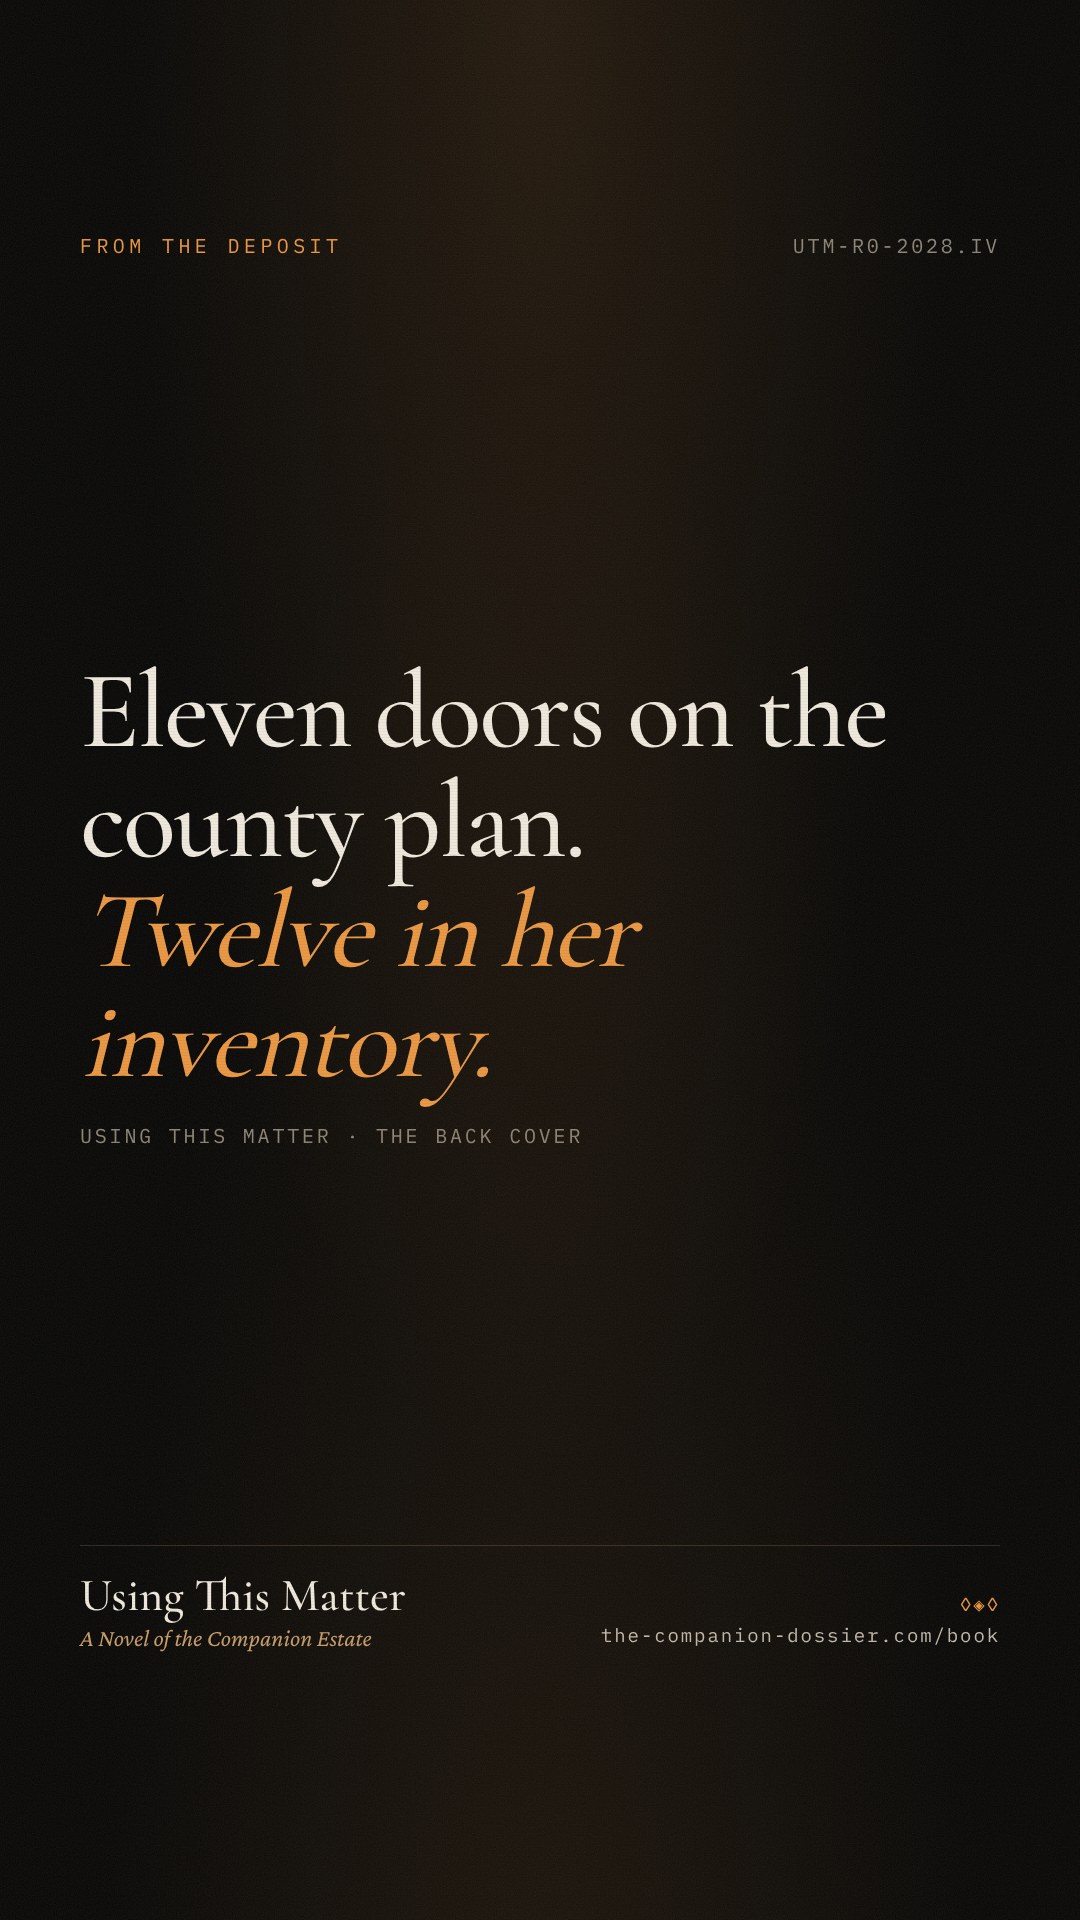 FROM THE DEPOSIT
UTM-R0-2028.IV
Eleven doors on the
county plan.
Twelve in her
inventory.
USING THIS MATTER · THE BACK COVER
Using This Matter
A Novel of the Companion Estate
◊◈◊
the-companion-dossier.com/book